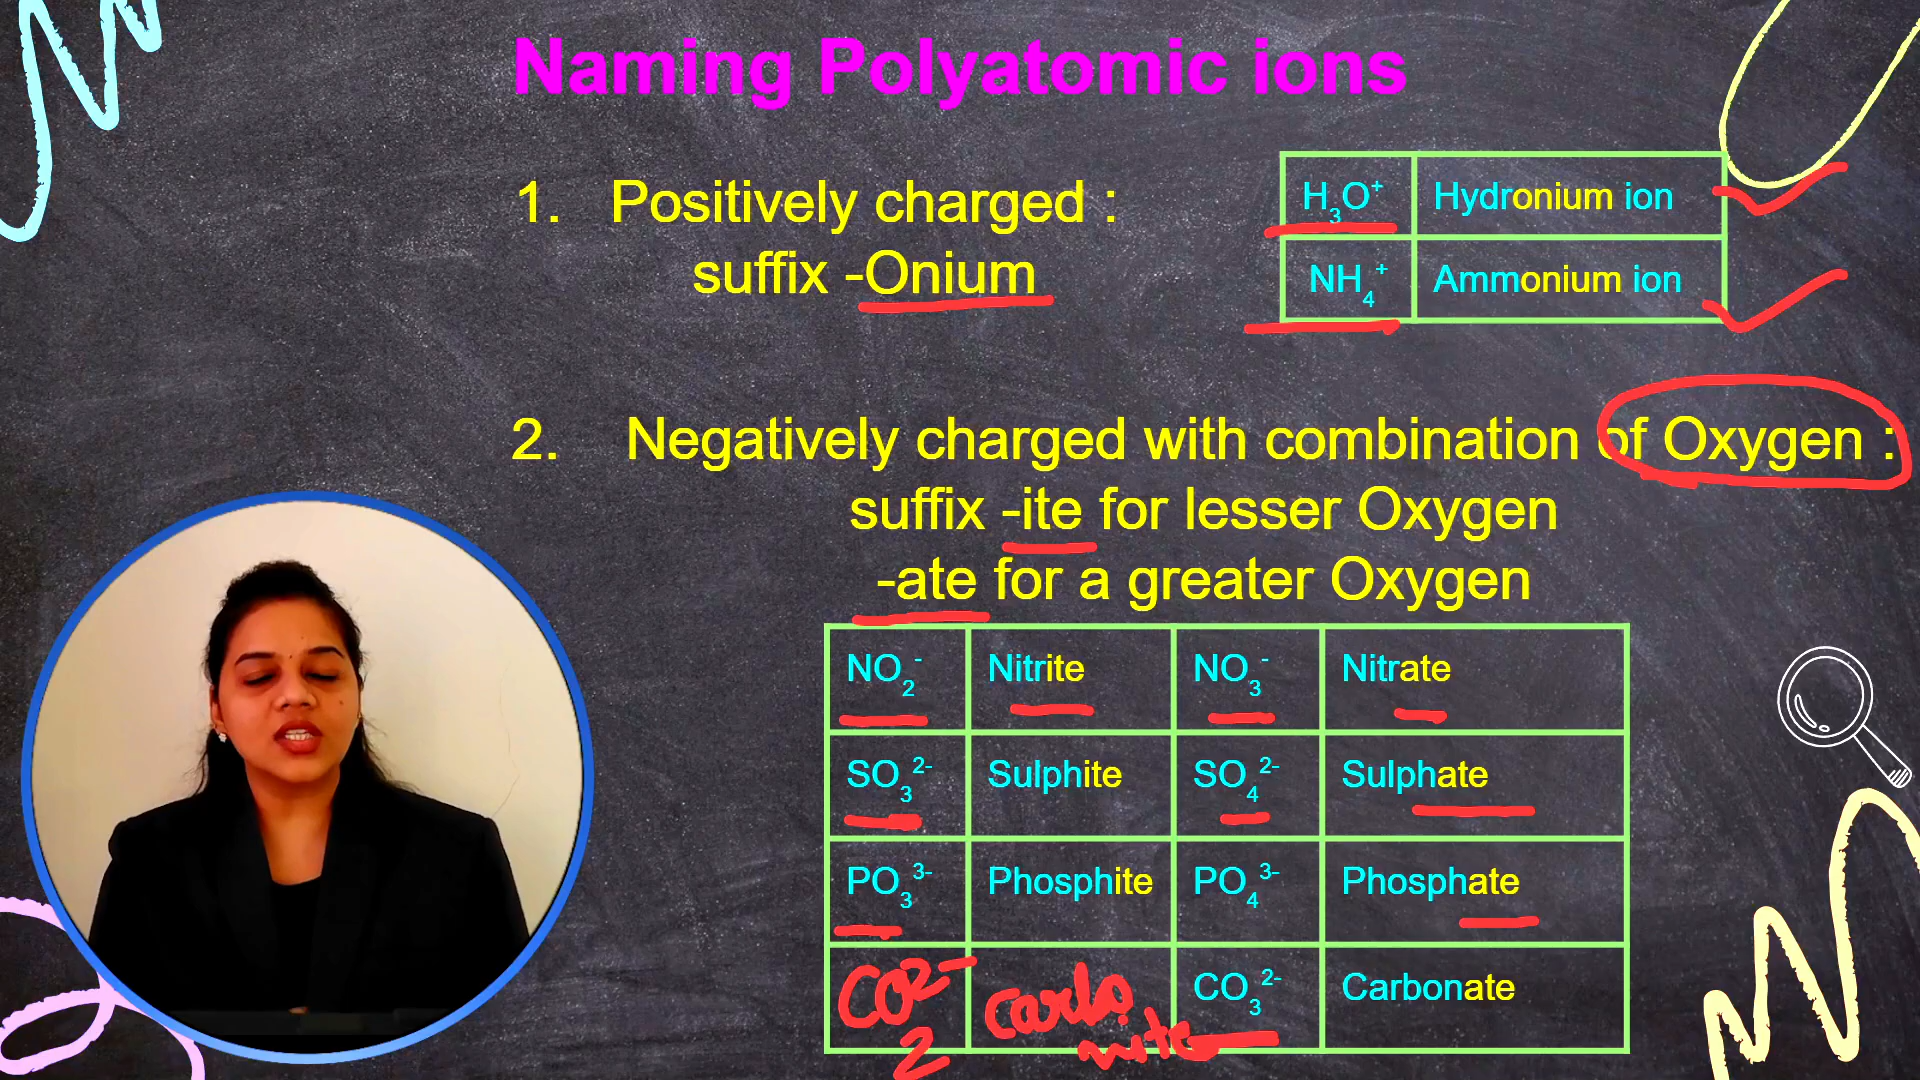 Naming Polyatomic ions
1. Positively charged :
suffix -Onium
H₃O⁺ Hydronium ion
NH₄⁺ Ammonium ion
2. Negatively charged with combination of Oxygen :
suffix -ite for lesser Oxygen
-ate for a greater Oxygen
NO₂⁻ Nitrite NO₃⁻ Nitrate
SO₃²⁻ Sulphite SO₄²⁻ Sulphate
PO₃³⁻ Phosphite PO₄³⁻ Phosphate
CO₂²⁻ Carbo nite CO₃²⁻ Carbonate